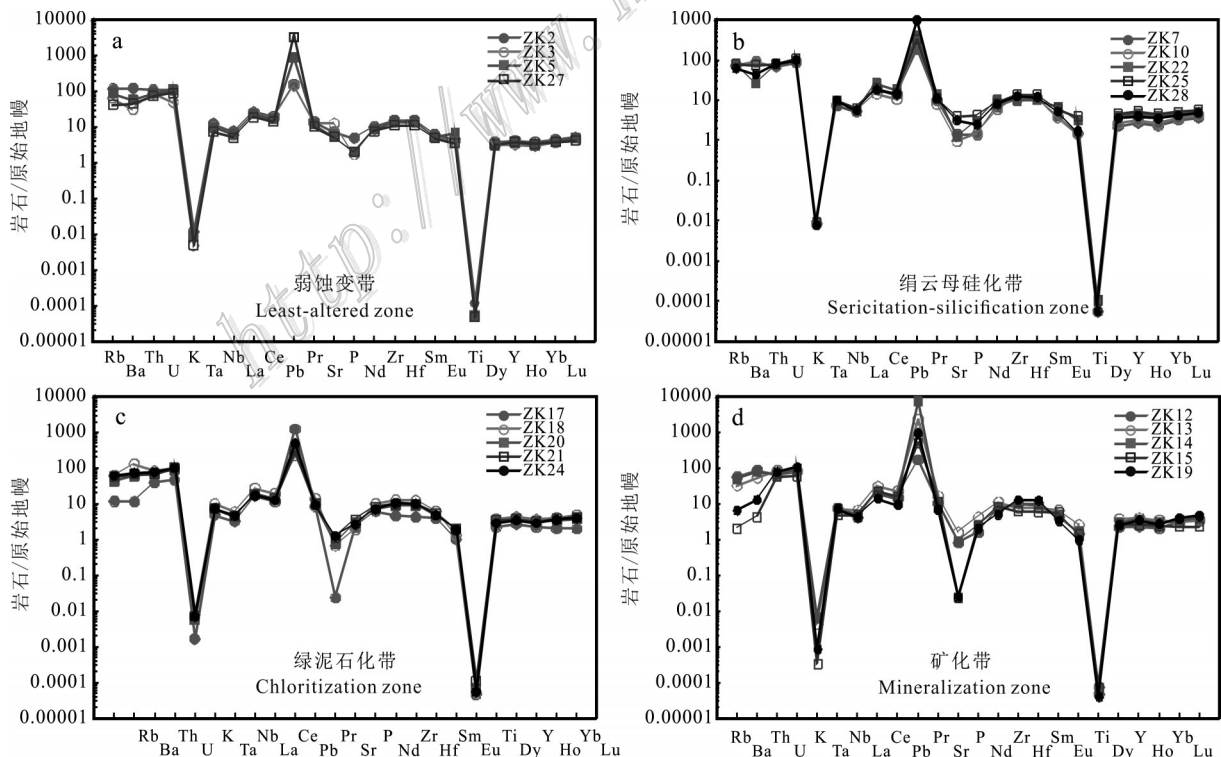 a
ZK2
ZK3
ZK5
ZK27
10000
1000
100
10
1
0.1
0.01
0.001
0.0001
0.00001
岩石/原始地幔
弱蚀变带
Least-altered zone
Rb Th K Nb Ce Pr P Zr Sm Ti Y Yb
Ba U Ta La Pb Sr Nd Hf Eu Dy Ho Lu
b
ZK7
ZK10
ZK22
ZK25
ZK28
1000
100
10
1
0.1
0.01
0.001
0.0001
0.00001
岩石/原始地幔
绢云母硅化带
Sericitation-silicification zone
Rb Th K Nb Ce Pr P Zr Sm Ti Y Yb
Ba U Ta La Pb Sr Nd Hf Eu Dy Ho Lu
c
ZK17
ZK18
ZK20
ZK21
ZK24
10000
1000
100
10
1
0.1
0.01
0.001
0.0001
0.00001
岩石/原始地幔
绿泥石化带
Chloritization zone
Rb Th K Nb Ce Pr P Zr Sm Ti Y Yb
Ba U Ta La Pb Sr Nd Hf Eu Dy Ho Lu
d
ZK12
ZK13
ZK14
ZK15
ZK19
10000
1000
100
10
1
0.1
0.01
0.001
0.0001
0.00001
岩石/原始地幔
矿化带
Mineralization zone
Rb Th K Nb Ce Pr P Zr Sm Ti Y Yb
Ba U Ta La Pb Sr Nd Hf Eu Dy Ho Lu
http://www.